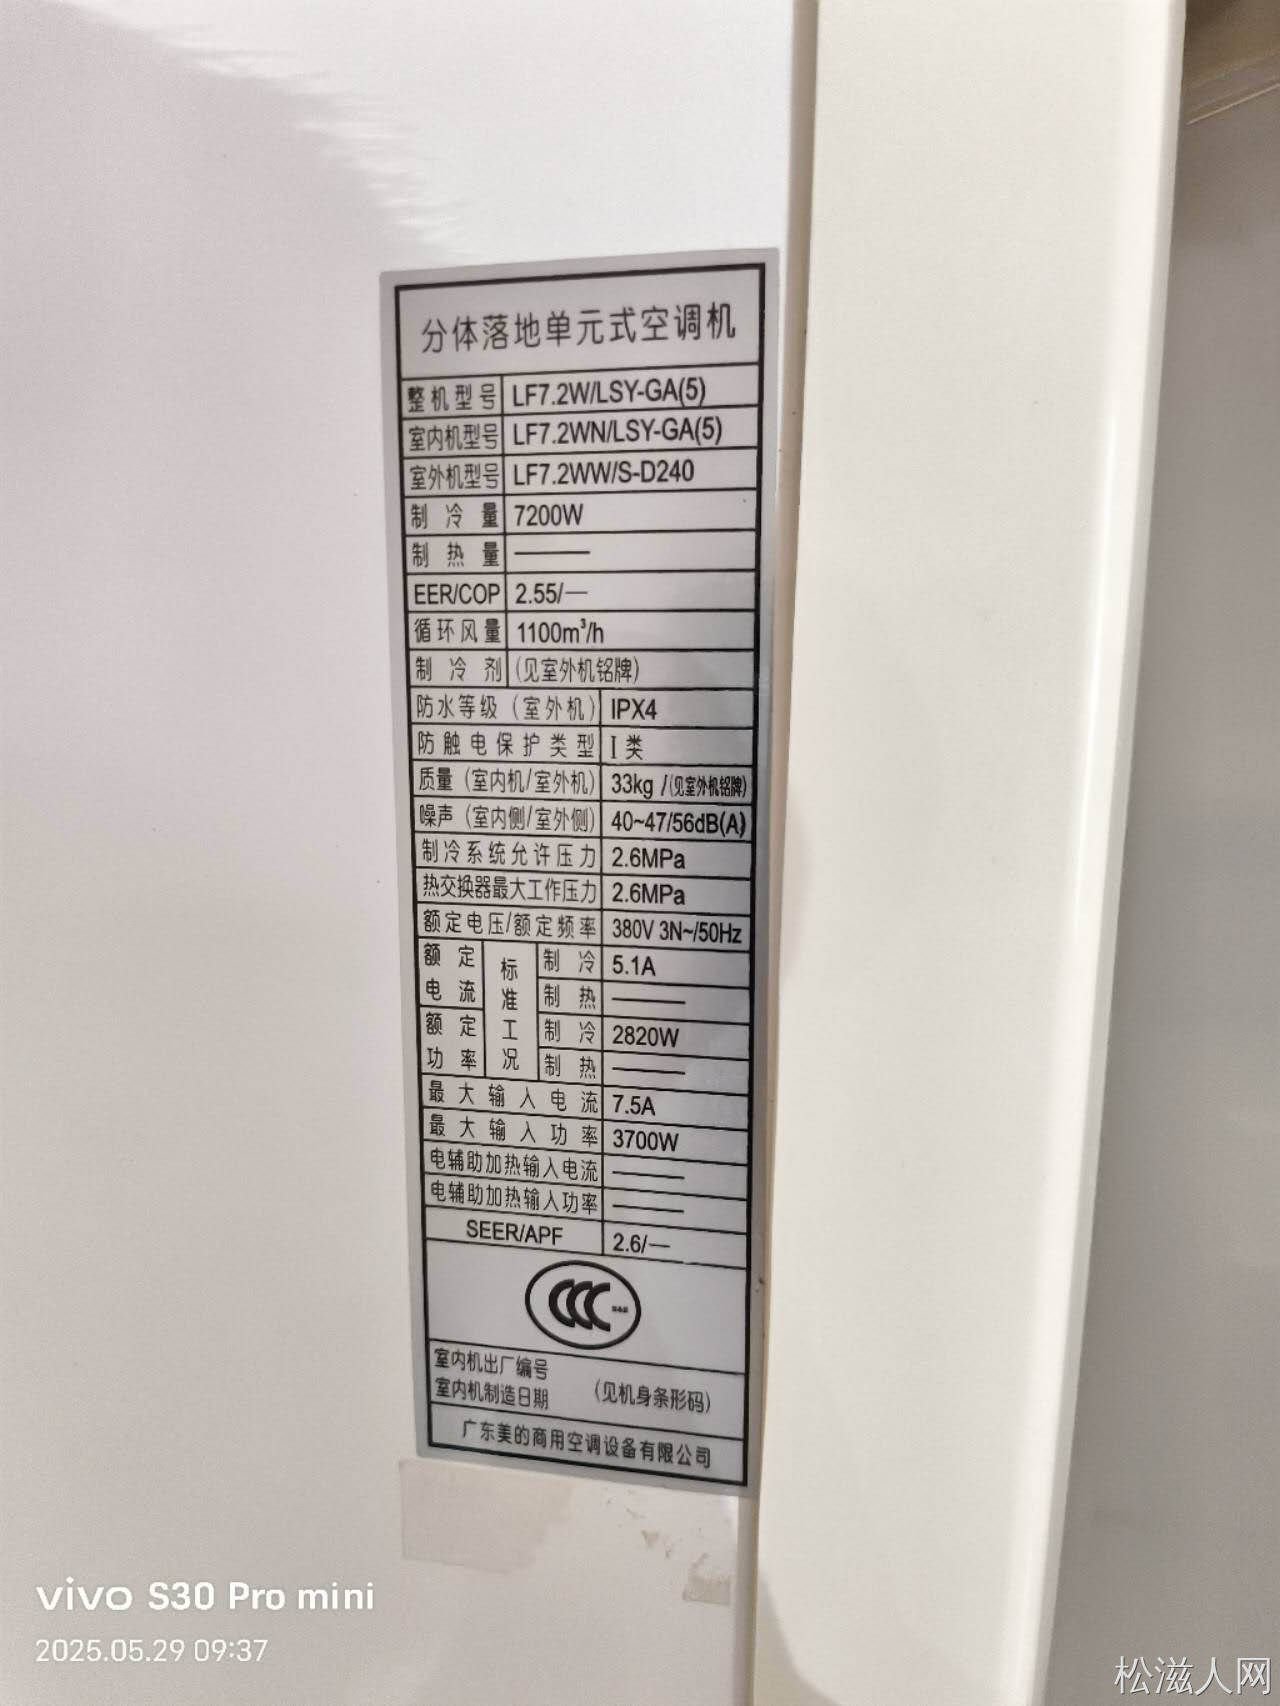 分体落地单元式空调机
整机型号 LF7.2W/LSY-GA(5)
室内机型号 LF7.2WN/LSY-GA(5)
室外机型号 LF7.2WW/S-D240
制冷量 7200W
制热量 ———
EER/COP 2.55/—
循环风量 1100m³/h
制冷剂 (见室外机铭牌)
防水等级(室外机) IPX4
防触电保护类型 I类
质量(室内机/室外机) 33kg /(见室外机铭牌)
噪声(室内侧/室外侧) 40~47/56dB(A)
制冷系统允许压力 2.6MPa
热交换器最大工作压力 2.6MPa
额定电压/额定频率 380V 3N~/50Hz
额定电流 标准工况 制冷 5.1A
制热 ———
额定功率 制冷 2820W
制热 ———
最大输入电流 7.5A
最大输入功率 3700W
电辅助加热输入电流 ———
电辅助加热输入功率 ———
SEER/APF 2.6/—
CCC
室内机出厂编号
室内机制造日期 (见机身条形码)
广东美的商用空调设备有限公司
vivo S30 Pro mini
2025.05.29 09:37
松滋人网